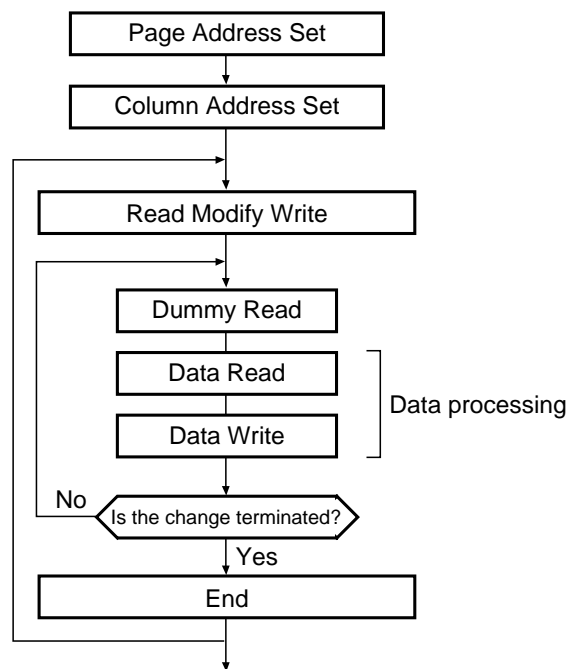 Page Address Set
Column Address Set
Read Modify Write
Dummy Read
Data Read
Data processing
Data Write
No
Is the change terminated?
Yes
End